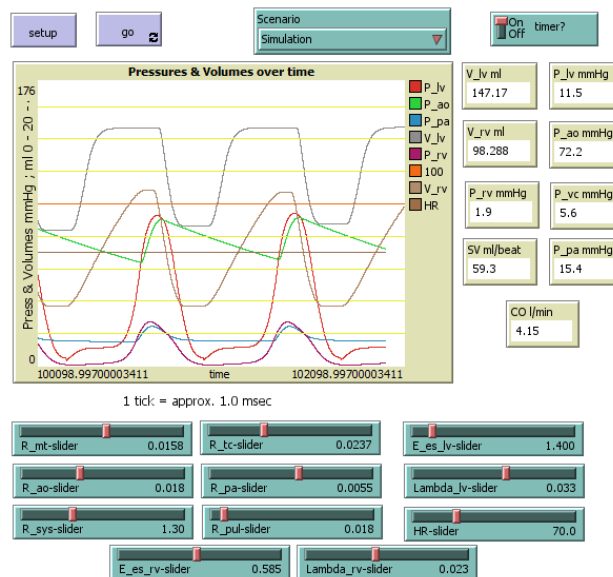 setup
go
Scenario
Simulation
On
Off
timer?
Pressures & Volumes over time
176
Press & Volumes mmHg ; ml 0 - 20 - .
0
100098.99700003411
time
102098.99700003411
P_lv
P_ao
P_pa
V_lv
P_rv
100
V_rv
HR
V_lv ml
147.17
P_lv mmHg
11.5
V_rv ml
98.288
P_ao mmHg
72.2
P_rv mmHg
1.9
P_vc mmHg
5.6
SV ml/beat
59.3
P_pa mmHg
15.4
CO l/min
4.15
1 tick = approx. 1.0 msec
R_mt-slider 0.0158
R_tc-slider 0.0237
E_es_lv-slider 1.400
R_ao-slider 0.018
R_pa-slider 0.0055
Lambda_lv-slider 0.033
R_sys-slider 1.30
R_pul-slider 0.018
HR-slider 70.0
E_es_rv-slider 0.585
Lambda_rv-slider 0.023